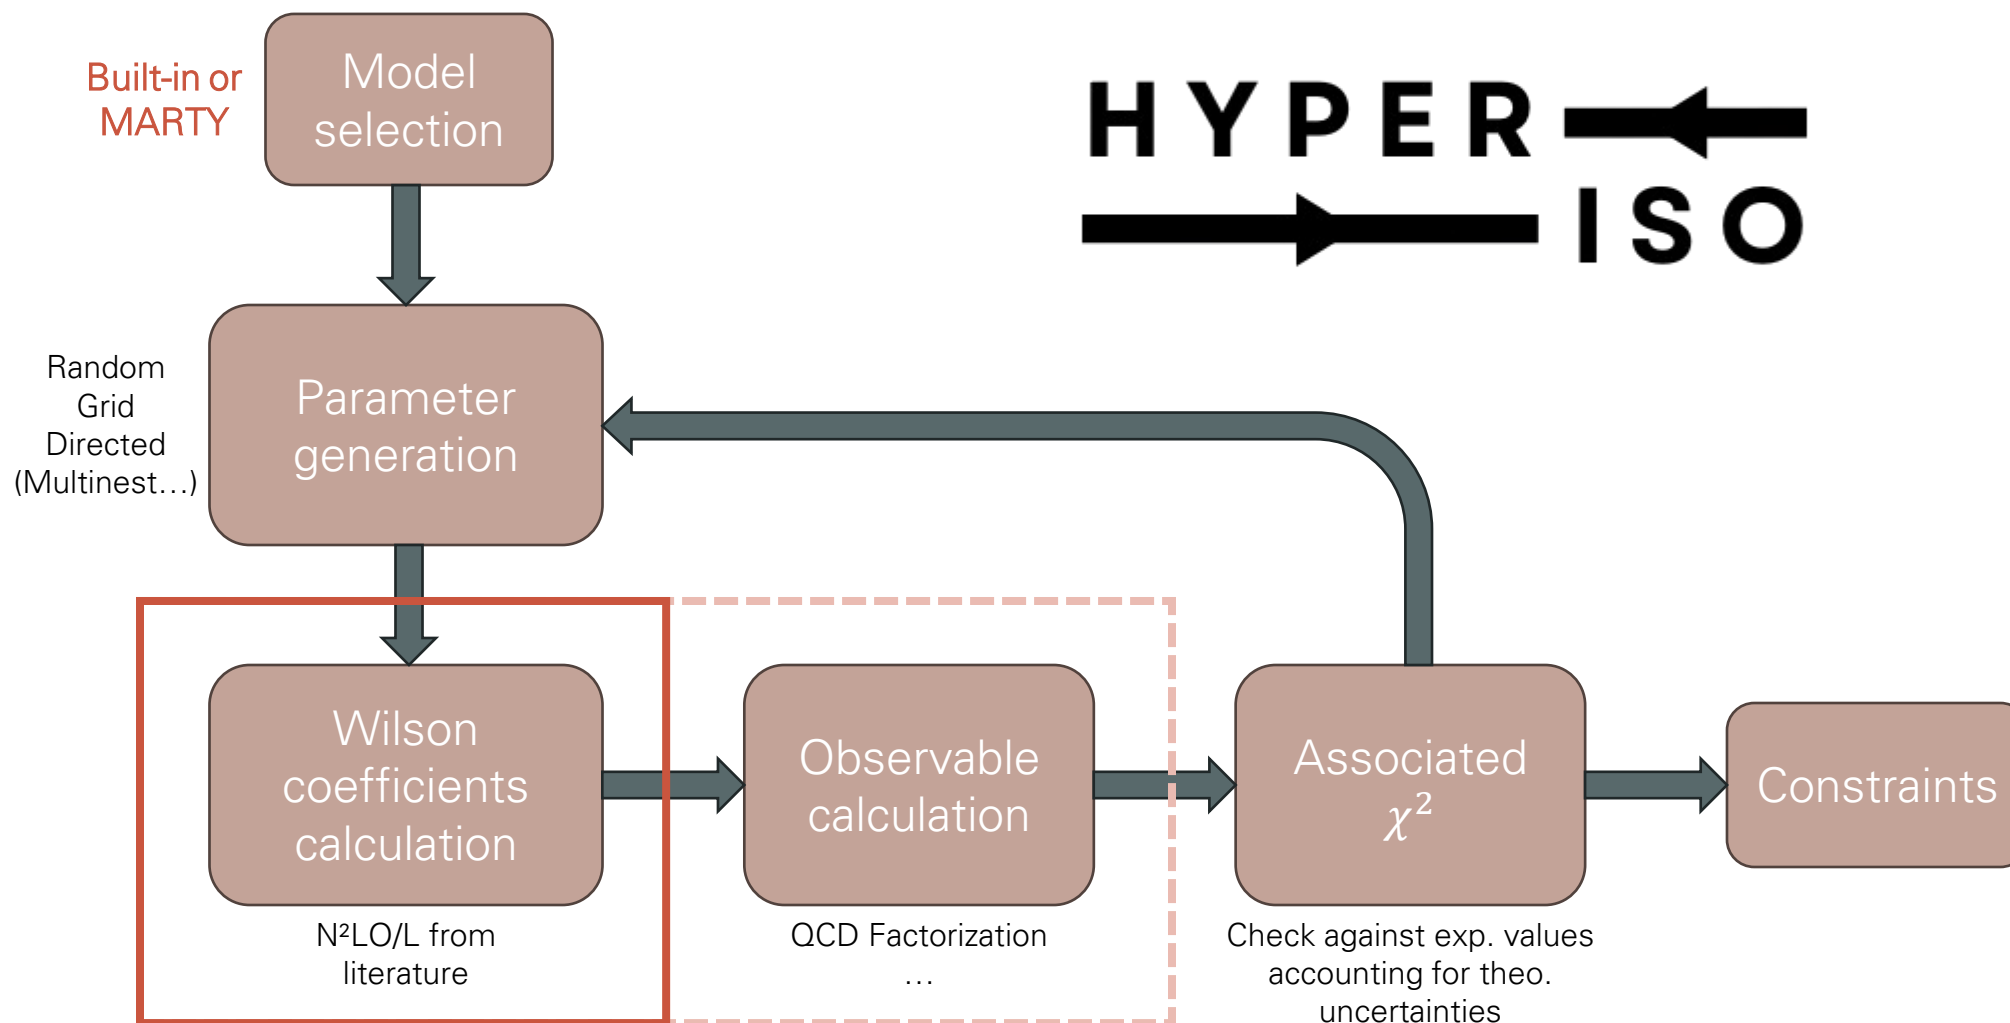 Built-in or
MARTY
Model
selection
HYPER
ISO
Random
Grid
Directed
(Multinest…)
Parameter
generation
Wilson
coefficients
calculation
Observable
calculation
Associated
χ²
Constraints
N²LO/L from
literature
QCD Factorization
…
Check against exp. values
accounting for theo.
uncertainties